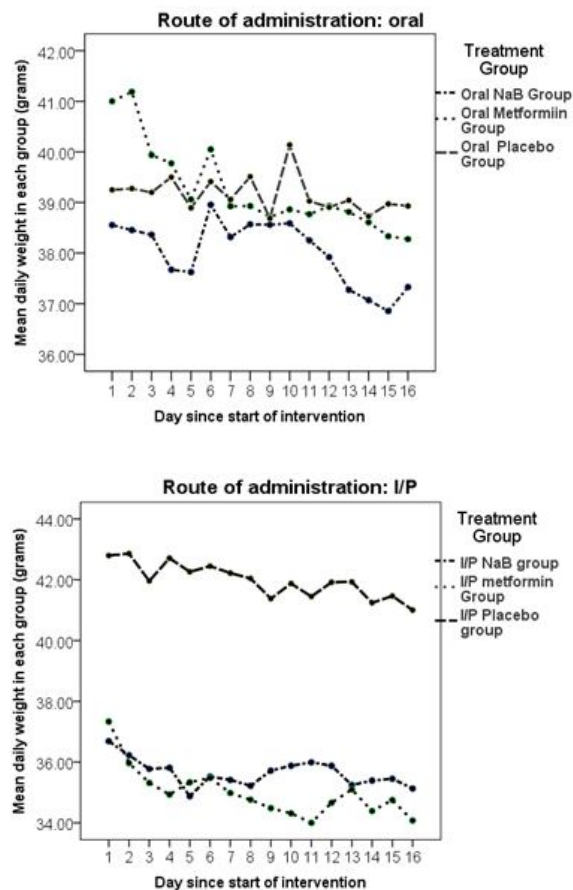 Route of administration: oral
42.00
41.00
40.00
39.00
38.00
37.00
36.00
Mean daily weight in each group (grams)
1 2 3 4 5 6 7 8 9 10 11 12 13 14 15 16
Day since start of intervention
Treatment
Group
Oral NaB Group
Oral Metformiin
Group
Oral Placebo
Group
Route of administration: I/P
44.00
42.00
40.00
38.00
36.00
34.00
Mean daily weight in each group (grams)
1 2 3 4 5 6 7 8 9 10 11 12 13 14 15 16
Day since start of intervention
Treatment
Group
I/P NaB group
I/P metformin
Group
I/P Placebo
group